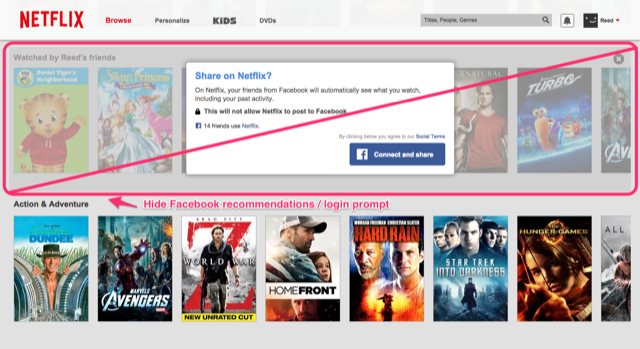 NETFLIX
Browse
Personalize
KiDS
DVDs
Titles, People, Genres
Reed
Watched by Reed's friends
Daniel Tiger's
Neighborhood
Swan Princess
Share on Netflix?
On Netflix, your friends from Facebook will automatically see what you watch,
including your past activity.
This will not allow Netflix to post to Facebook.
14 friends use Netflix.
By clicking below you agree to our Social Terms
Connect and share
TURBO
Hide Facebook recommendations / login prompt
Action & Adventure
DUNDEE
MARVEL'S
AVENGERS
BRAD PITT
WORLD WAR
Z
NEW UNRATED CUT
HOMEFRONT
MORGAN FREEMAN CHRISTIAN SLATER
HARD RAIN
STAR TREK
INTO DARKNESS
THE
HUNGER GAMES
ALL